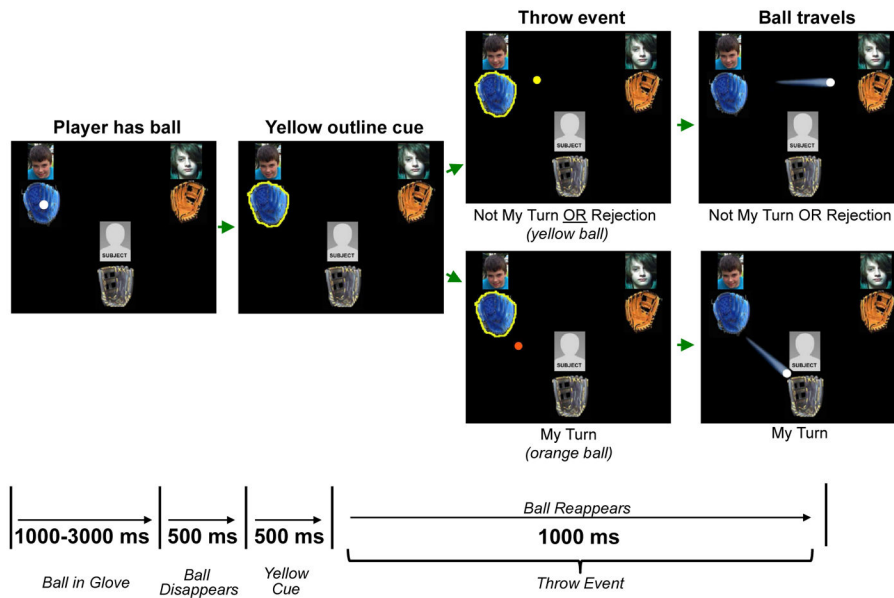 Throw event
Ball travels
Player has ball
Yellow outline cue
SUBJECT
SUBJECT
SUBJECT
SUBJECT
Not My Turn OR Rejection
(yellow ball)
Not My Turn OR Rejection
SUBJECT
SUBJECT
My Turn
(orange ball)
My Turn
Ball Reappears
1000-3000 ms
500 ms
500 ms
1000 ms
Ball in Glove
Ball
Disappears
Yellow
Cue
Throw Event